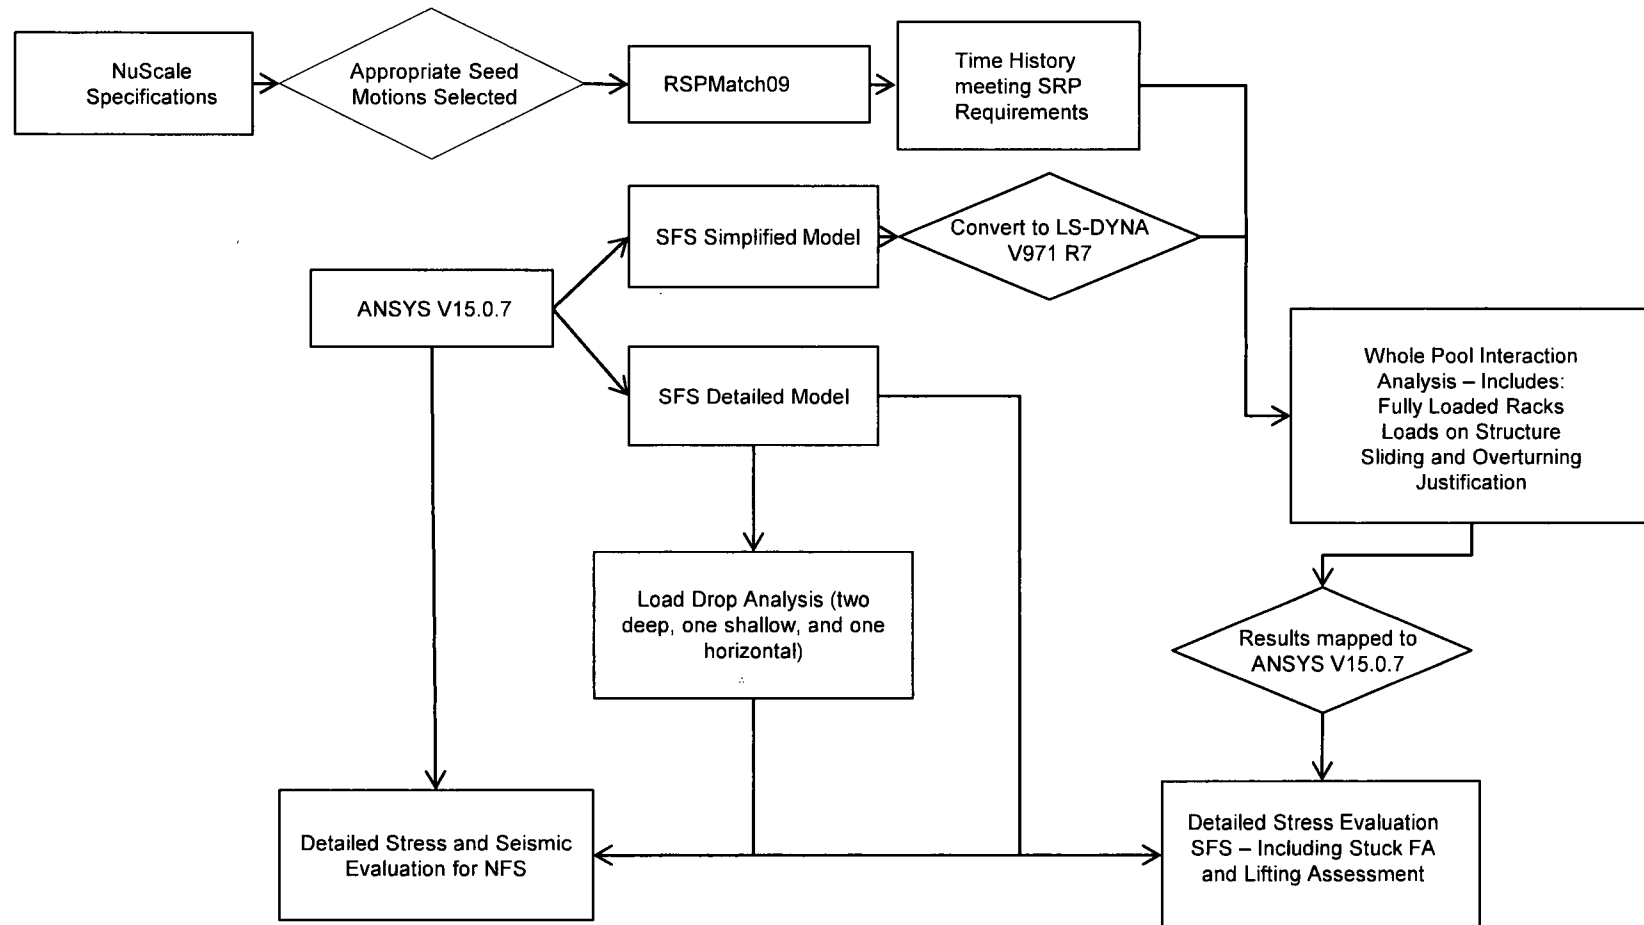 NuScale
Specifications
Appropriate Seed
Motions Selected
RSPMatch09
Time History
meeting SRP
Requirements
SFS Simplified Model
Convert to LS-DYNA
V971 R7
ANSYS V15.0.7
SFS Detailed Model
Whole Pool Interaction
Analysis – Includes:
Fully Loaded Racks
Loads on Structure
Sliding and Overturning
Justification
Load Drop Analysis (two
deep, one shallow, and one
horizontal)
Results mapped to
ANSYS V15.0.7
Detailed Stress and Seismic
Evaluation for NFS
Detailed Stress Evaluation
SFS – Including Stuck FA
and Lifting Assessment